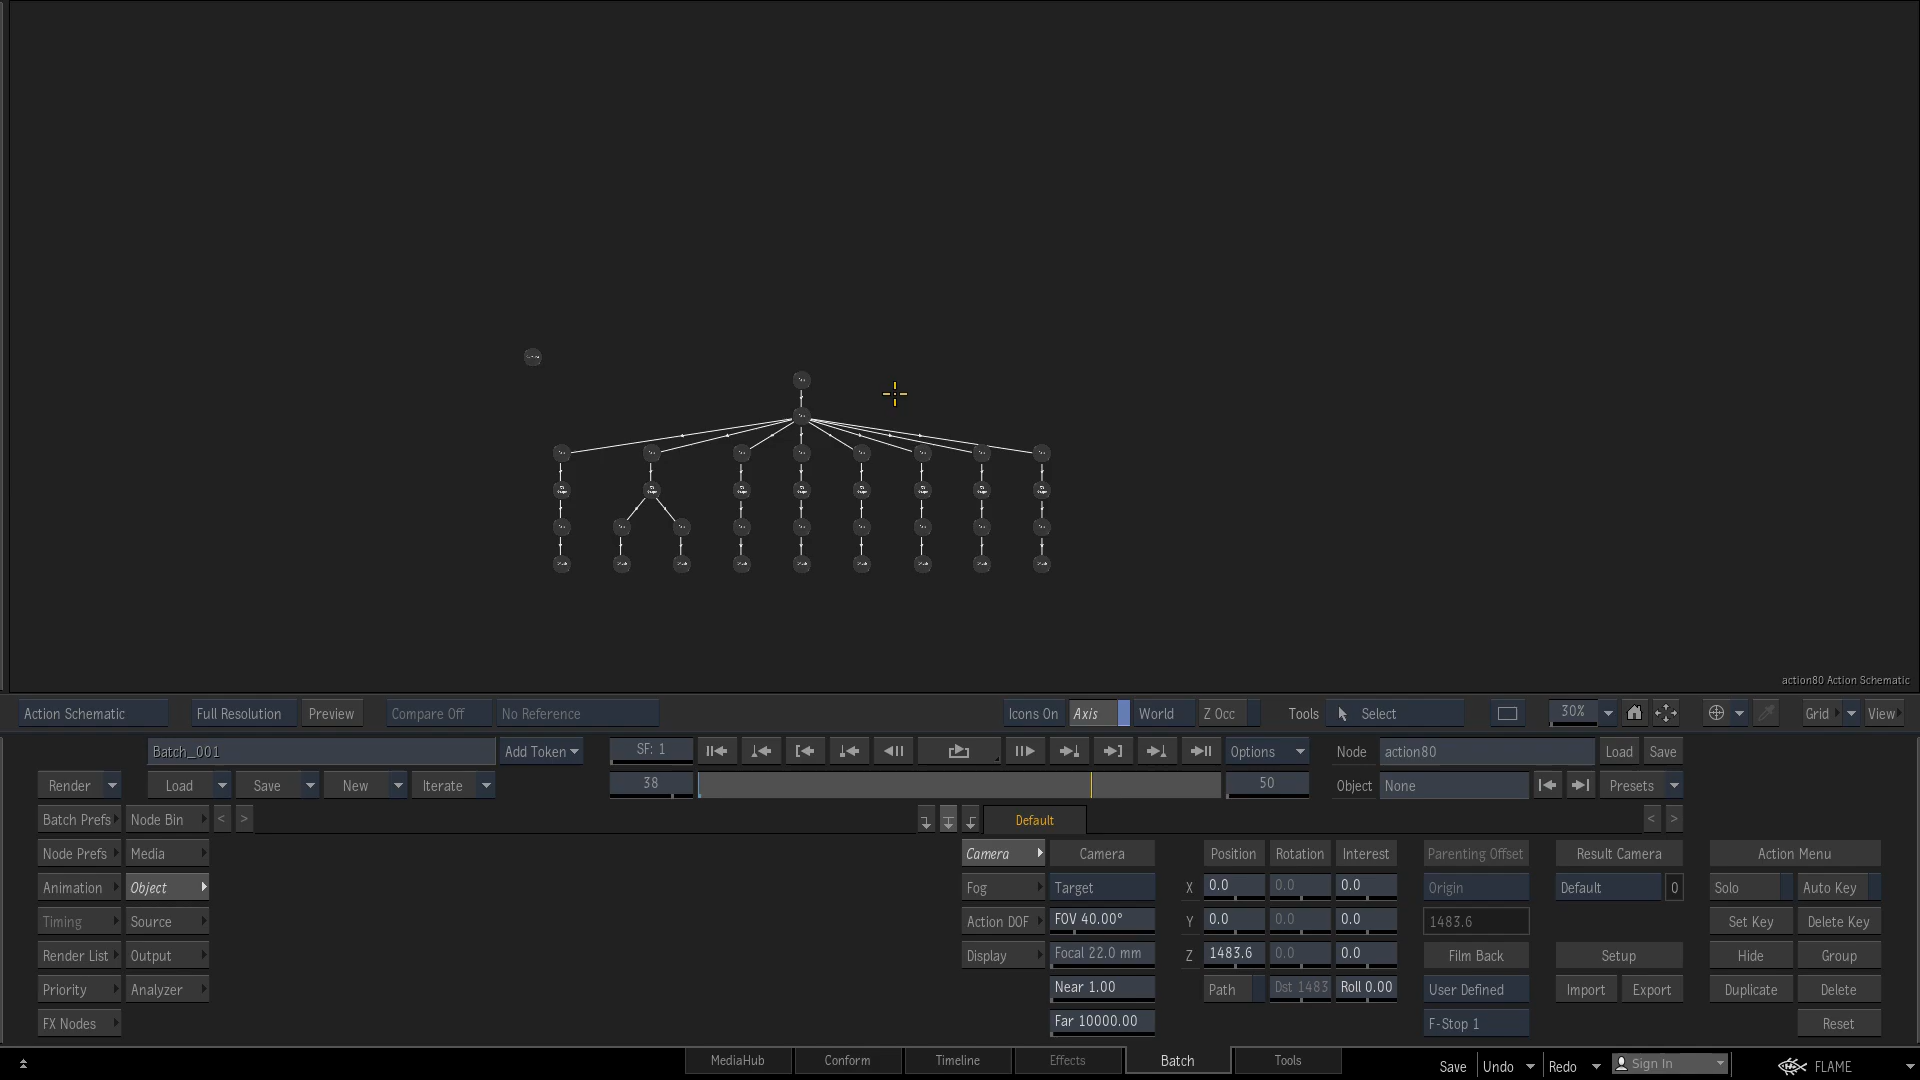 action80 Action Schematic
Action Schematic Full Resolution Preview Compare Off No Reference Icons On Axis World Z Occ Tools Select 30% Grid View
Batch_001 Add Token SF: 1 Options Node action80 Load Save
Render Load Save New Iterate 38 50 Object None Presets
Batch Prefs Node Bin < > Default < >
Node Prefs Media Camera Camera Position Rotation Interest Parenting Offset Result Camera Action Menu
Animation Object Fog Target X 0.0 0.0 0.0 Origin Default 0 Solo Auto Key
Timing Source Action DOF FOV 40.00° Y 0.0 0.0 0.0 1483.6 Set Key Delete Key
Render List Output Display Focal 22.0 mm Z 1483.6 0.0 0.0 Film Back Setup Hide Group
Priority Analyzer Near 1.00 Path Dst 1483 Roll 0.00 User Defined Import Export Duplicate Delete
FX Nodes Far 10000.00 F-Stop 1 Reset
MediaHub Conform Timeline Effects Batch Tools Save Undo Redo Sign In FLAME